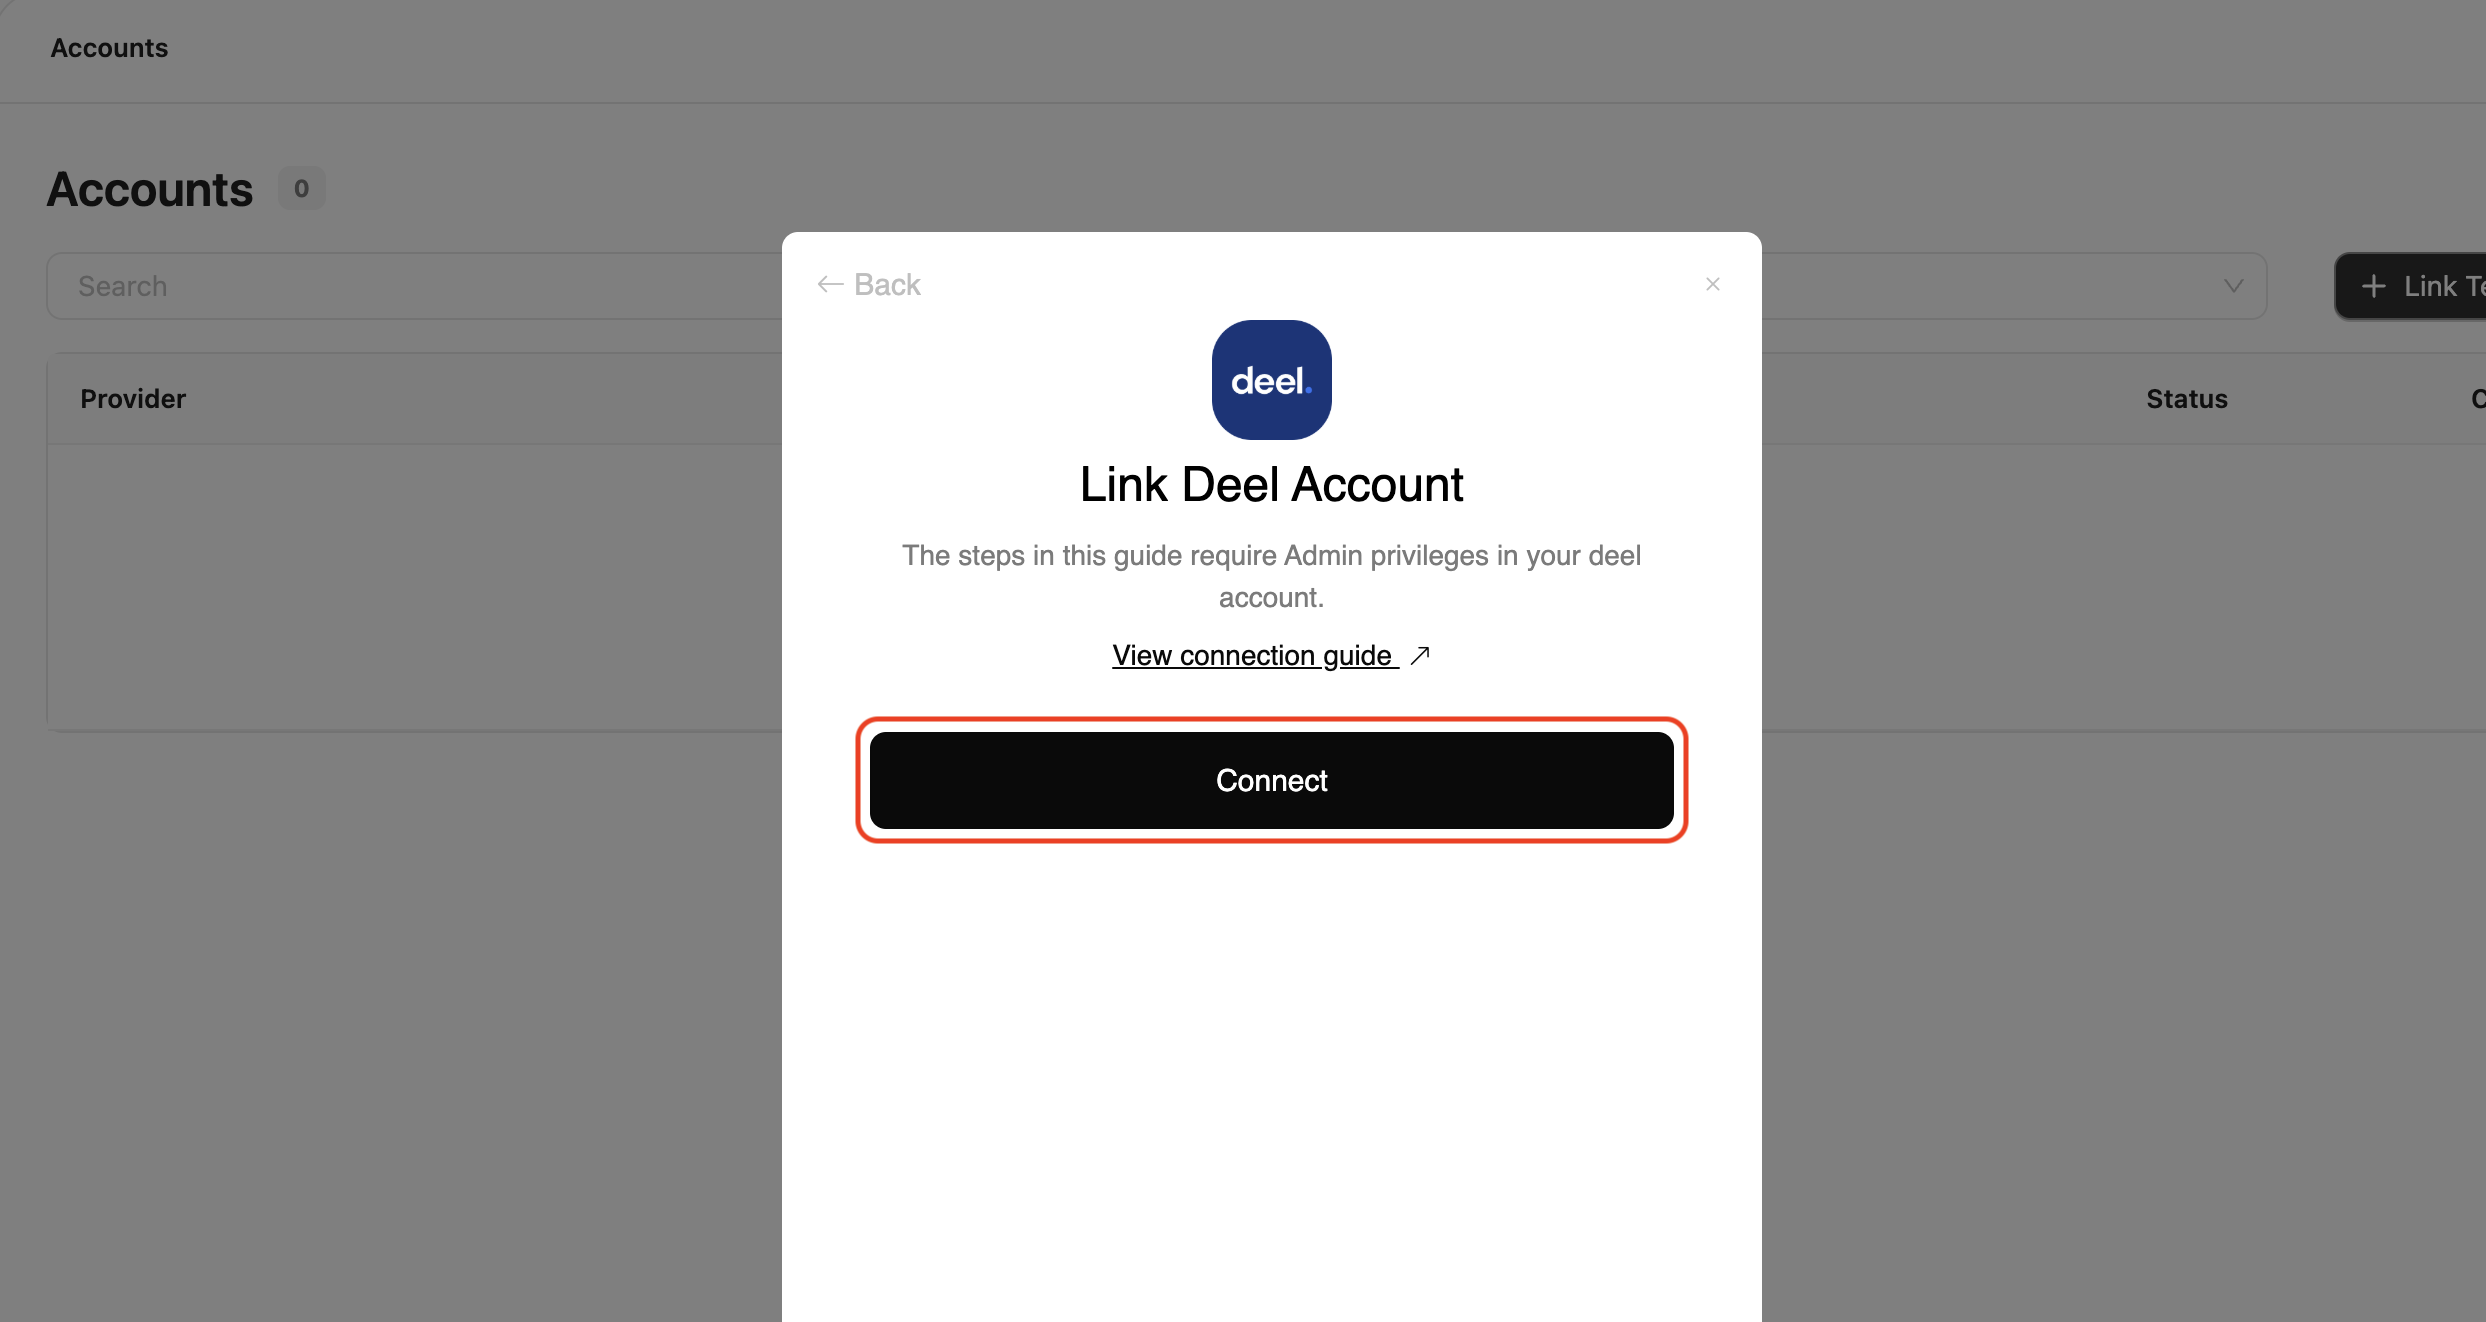 Accounts
Accounts 0
Search
Link Te
Provider
Status
C
Back
deel.
Link Deel Account
The steps in this guide require Admin privileges in your deel
account.
View connection guide
Connect